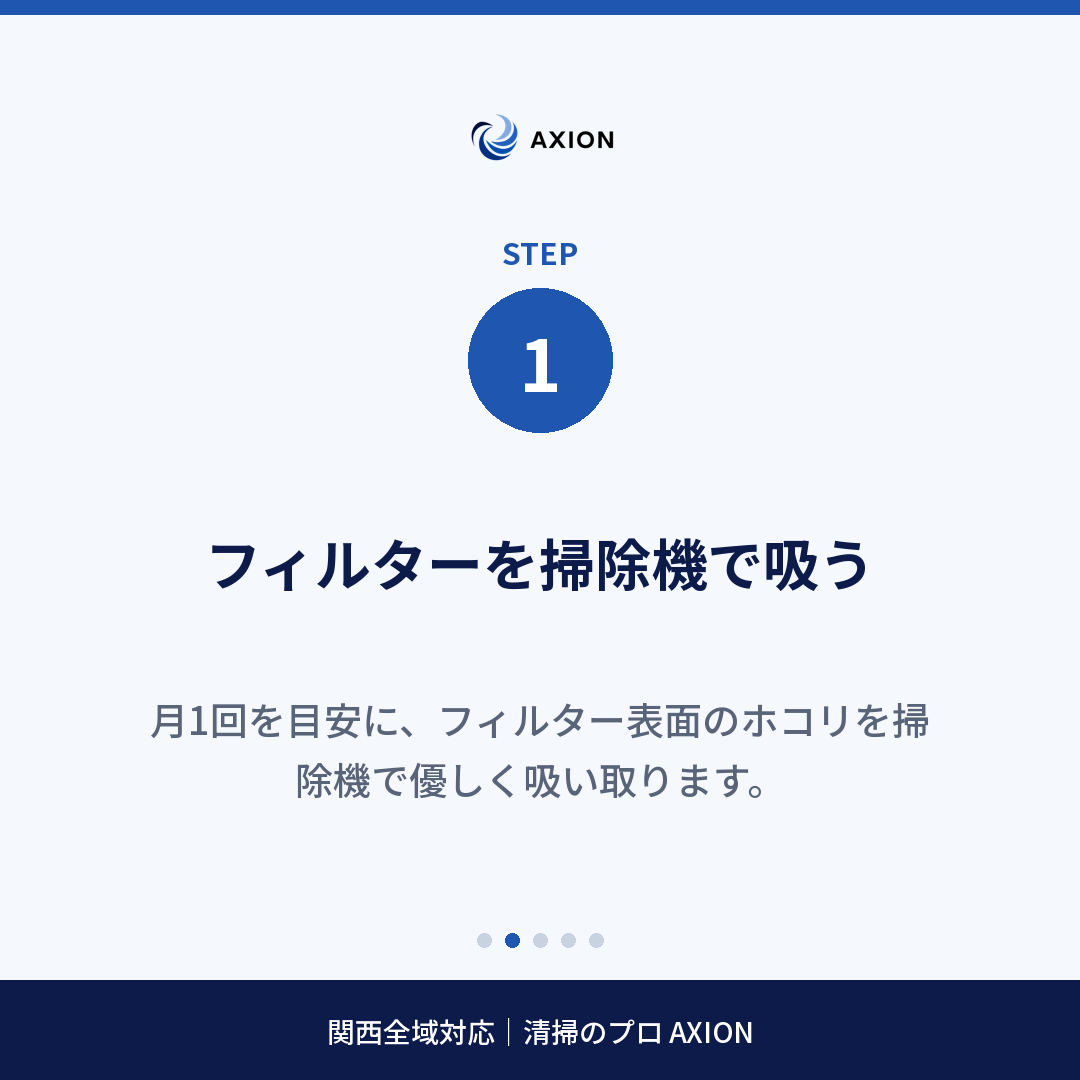 AXION
STEP
1
フィルターを掃除機で吸う
月1回を目安に、フィルター表面のホコリを掃
除機で優しく吸い取ります。
関西全域対応｜清掃のプロ AXION